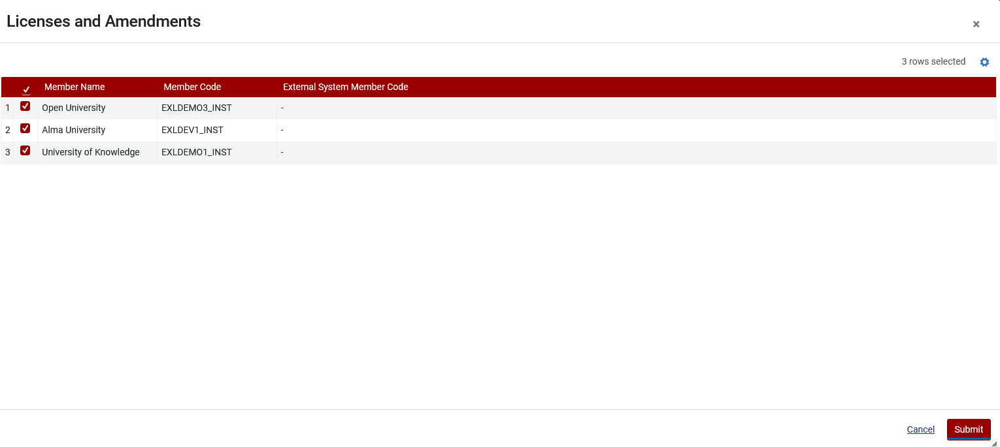 Licenses and Amendments
×
3 rows selected
Member Name Member Code External System Member Code
1 Open University EXLDEMO3_INST -
2 Alma University EXLDEV1_INST -
3 University of Knowledge EXLDEMO1_INST -
Cancel Submit